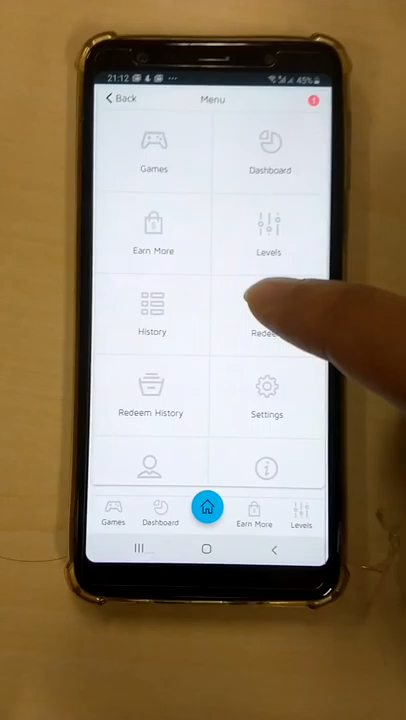 21:12 45%
Back Menu
Games Dashboard
Earn More Levels
History
Redeem History Settings
Games Dashboard Earn More Levels